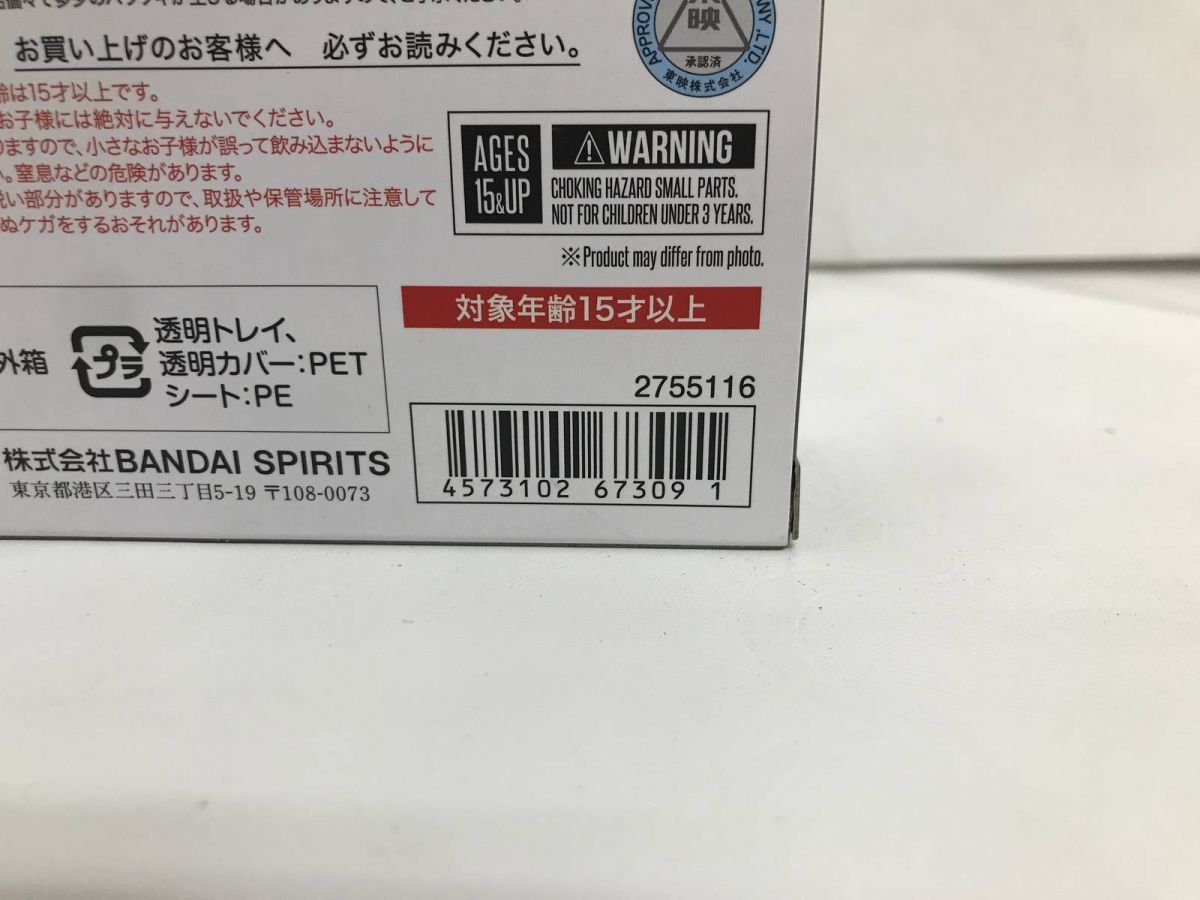 お買い上げのお客様へ 必ずお読みください。
齢は15才以上です。
お子様には絶対に与えないでください。
りますので、小さなお子様が誤って飲み込まないように
い。窒息などの危険があります。
鋭い部分がありますので、取扱や保管場所に注意して
ぬケガをするおそれがあります。
映
承認済
東映株式会社
AGES
15&UP
WARNING
CHOKING HAZARD SMALL PARTS.
NOT FOR CHILDREN UNDER 3 YEARS.
※Product may differ from photo.
対象年齢15才以上
外箱
プラ
透明トレイ、
透明カバー:PET
シート:PE
2755116
4573102 67309 1
株式会社BANDAI SPIRITS
東京都港区三田三丁目5-19 〒108-0073